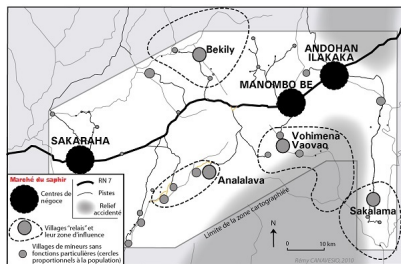 Bekily
ANDOHAN
ILAKAKA
MANOMBO BE
SAKARAHA
Vohimena
Vaovao
Analalava
Sakalama
Marché du saphir
Centres de
négoce
RN 7
Pistes
Relief
accidenté
Villages "relais" et
leur zone d'influence
Villages de mineurs sans
fonctions particulières (cercles
proportionnels à la population)
Limite de la zone cartographiée
N
0 10 km
Rémy CANAVESIO 2010